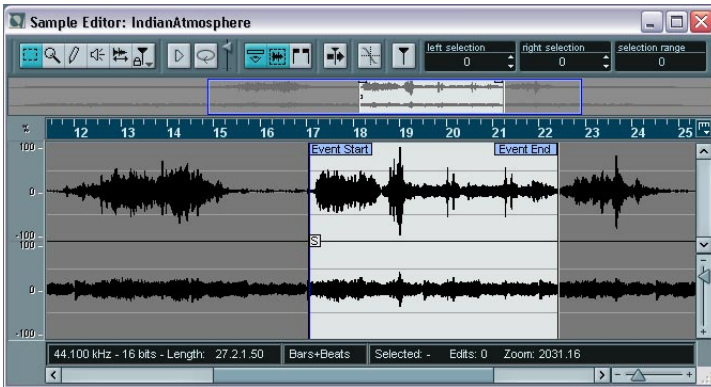 Sample Editor: IndianAtmosphere
left selection right selection selection range
0 0 0
% 12 13 14 15 16 17 18 19 20 21 22 23 24 25
100 Event Start Event End
0
-100
100 S
0
-100
44.100 kHz - 16 bits - Length: 27.2.1.50 Bars+Beats Selected: - Edits: 0 Zoom: 2031.16